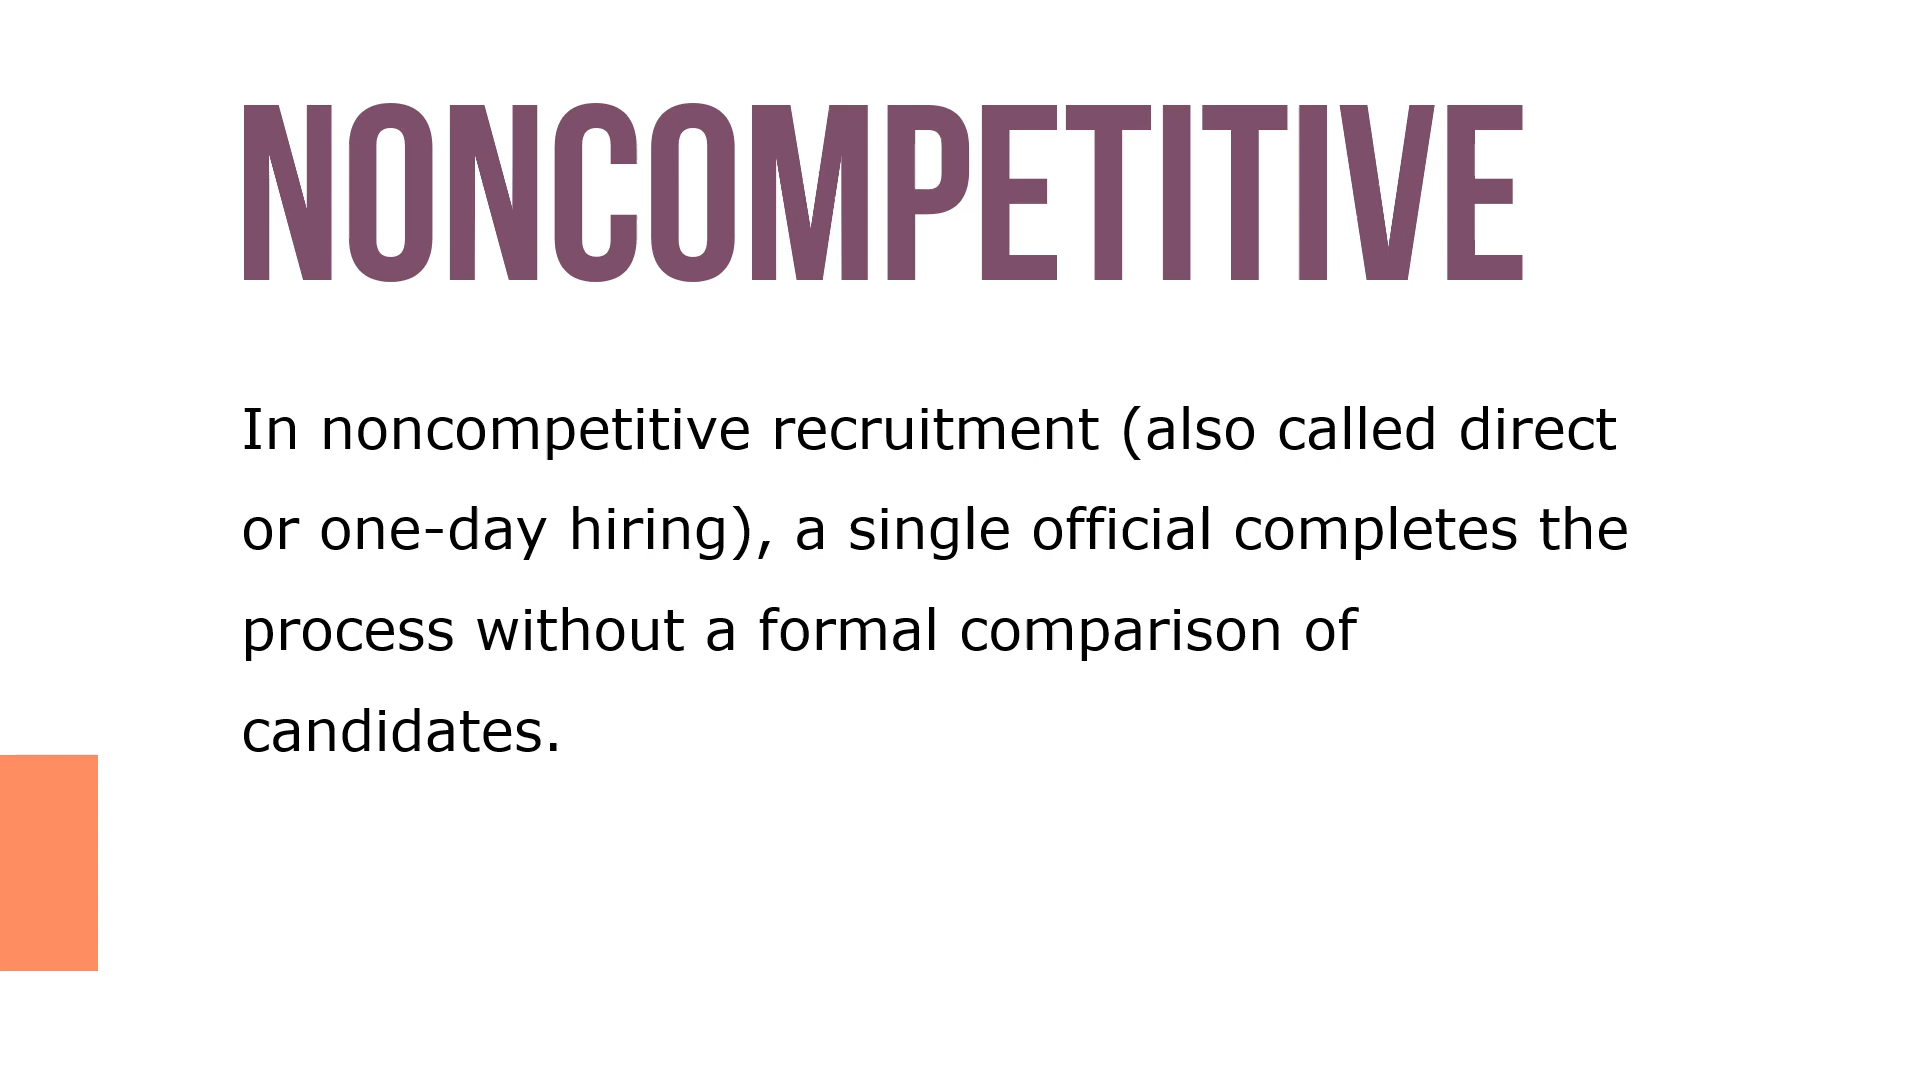 NONCOMPETITIVE
In noncompetitive recruitment (also called direct
or one-day hiring), a single official completes the
process without a formal comparison of
candidates.